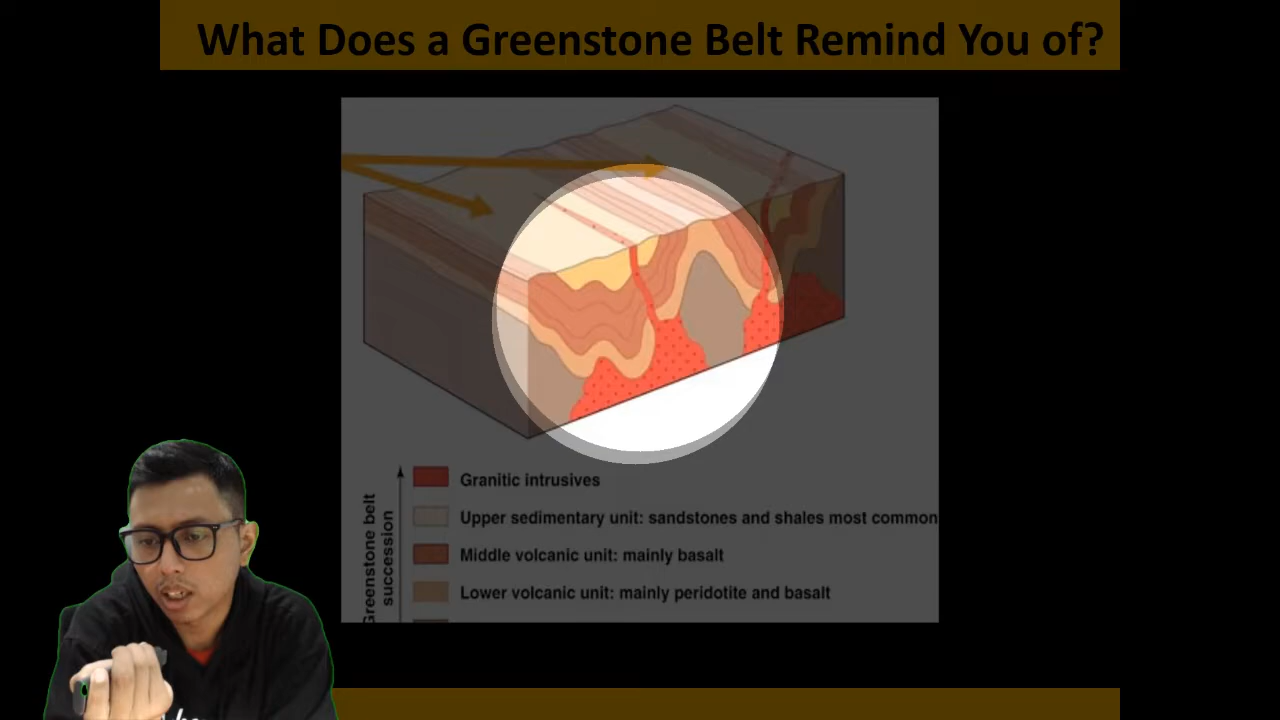 What Does a Greenstone Belt Remind You of?
Granitic intrusives
Upper sedimentary unit: sandstones and shales most common
Middle volcanic unit: mainly basalt
Lower volcanic unit: mainly peridotite and basalt
Greenstone belt
succession